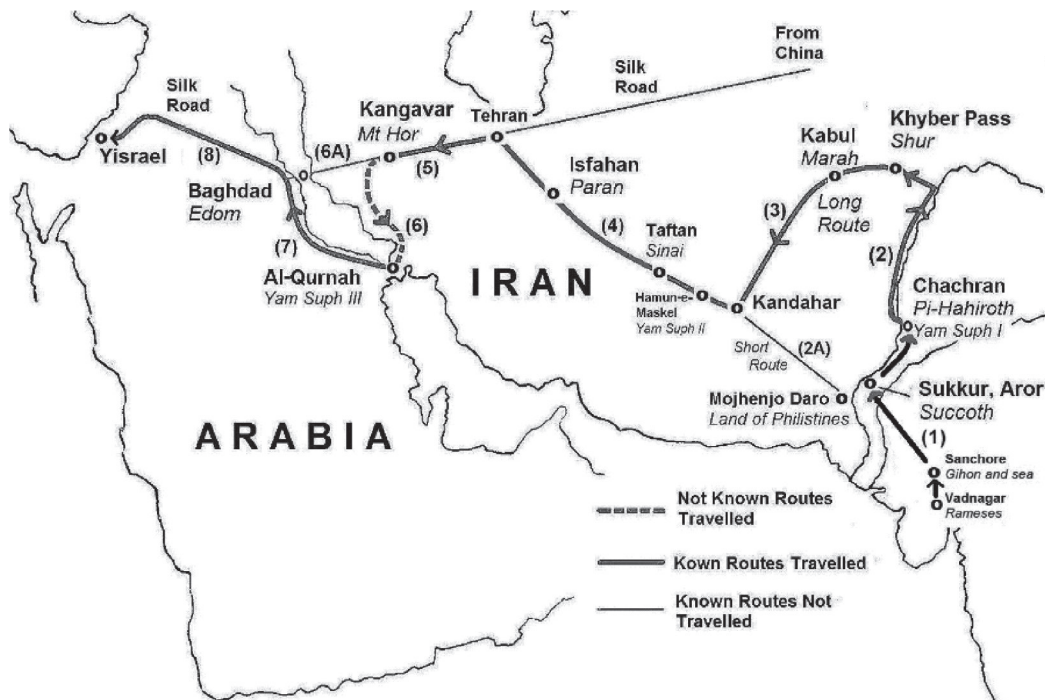 From
China
Silk
Road
Silk
Road
Kangavar
Mt Hor
Tehran
Khyber Pass
Shur
Kabul
Marah
Yisrael
(8)
(6A)
(5)
Isfahan
Paran
Long
Route
(3)
Baghdad
Edom
(4)
(2)
(6)
(7)
Taftan
Sinai
Al-Qurnah
Yam Suph III
IRAN
Hamun-e-
Maskel
Yam Suph II
Kandahar
Chachran
Pi-Hahiroth
Yam Suph I
Short
Route
(2A)
Mojhenjo Daro
Land of Philistines
Sukkur, Aror
Succoth
ARABIA
(1)
Sanchore
Gihon and sea
Vadnagar
Rameses
Not Known Routes
Travelled
Kown Routes Travelled
Known Routes Not
Travelled